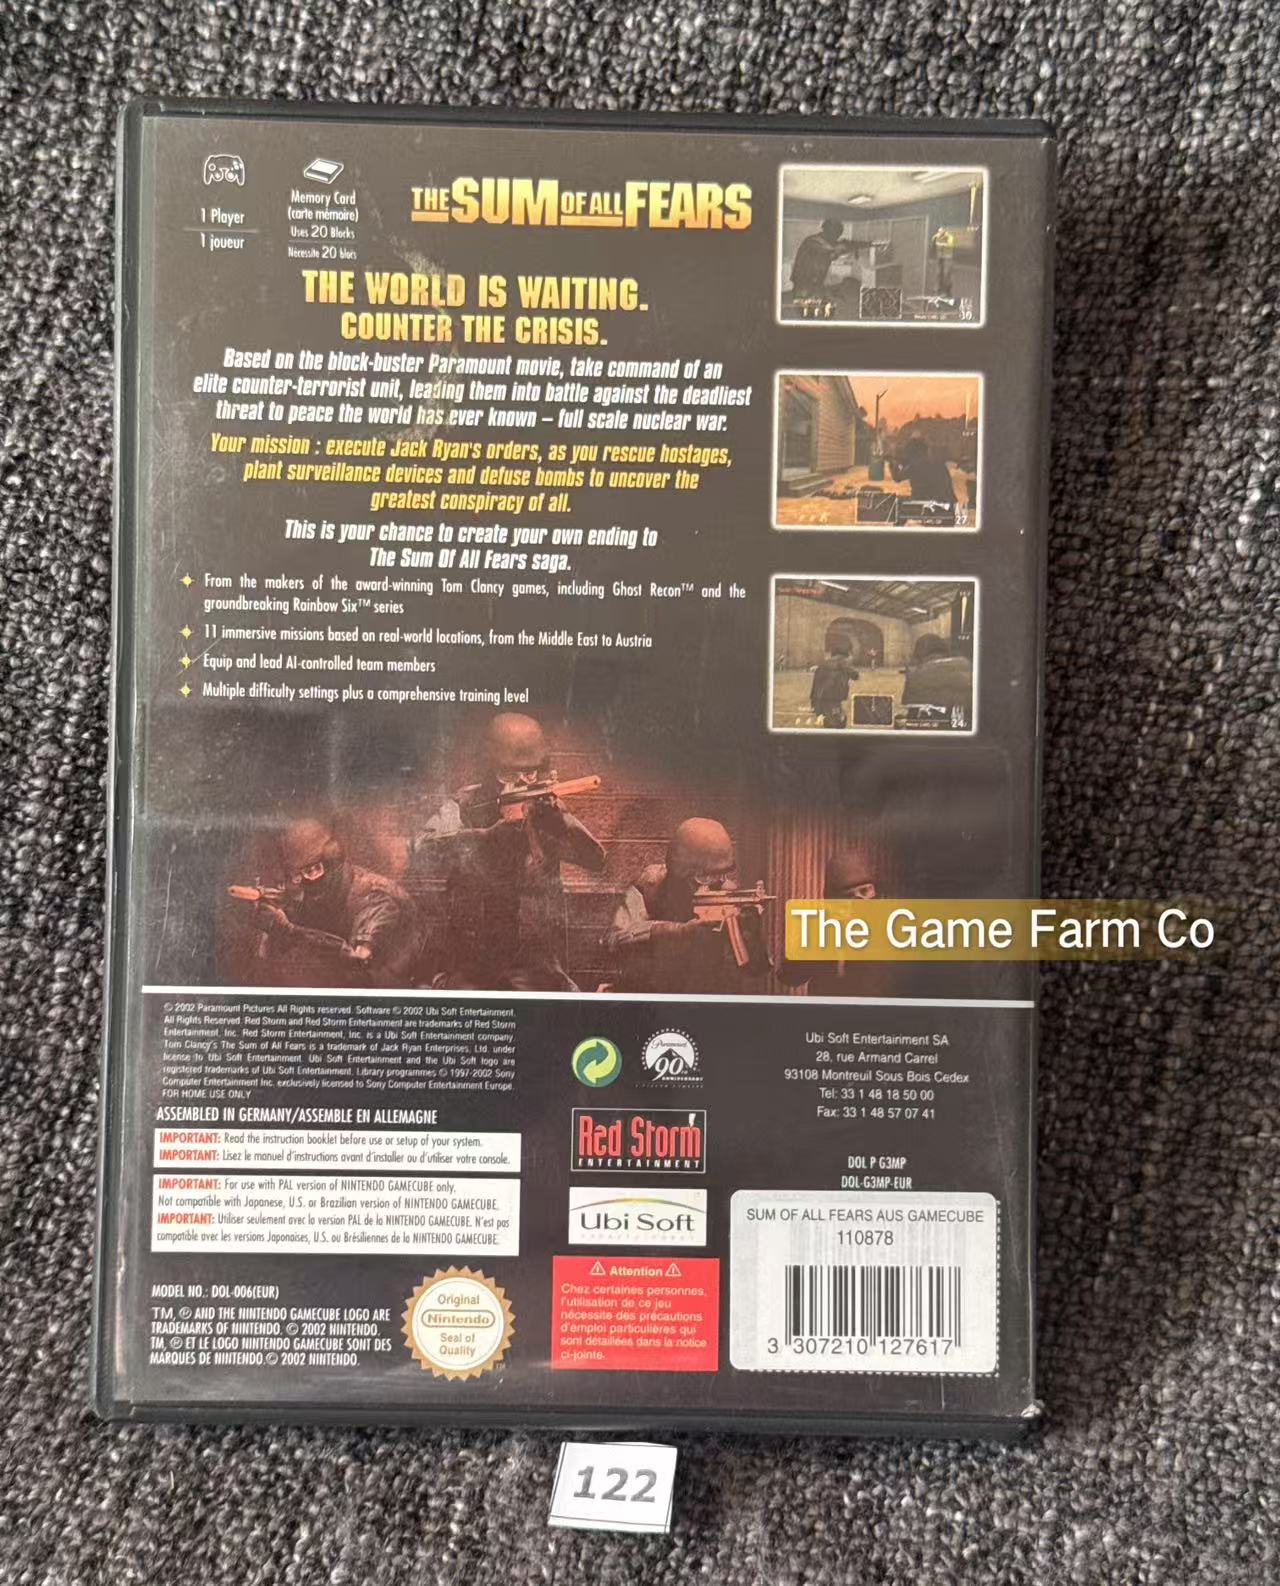 1 Player
1 joueur
Memory Card
(carte mémoire)
Uses 20 Blocks
Nécessite 20 blocs
THE SUM OF ALL FEARS
THE WORLD IS WAITING.
COUNTER THE CRISIS.
Based on the block-buster Paramount movie, take command of an
elite counter-terrorist unit, leading them into battle against the deadliest
threat to peace the world has ever known – full scale nuclear war.
Your mission : execute Jack Ryan's orders, as you rescue hostages,
plant surveillance devices and defuse bombs to uncover the
greatest conspiracy of all.
This is your chance to create your own ending to
The Sum Of All Fears saga.
From the makers of the award-winning Tom Clancy games, including Ghost Recon™ and the
groundbreaking Rainbow Six™ series
11 immersive missions based on real-world locations, from the Middle East to Austria
Equip and lead AI-controlled team members
Multiple difficulty settings plus a comprehensive training level
30
27
24
The Game Farm Co
© 2002 Paramount Pictures All Rights reserved. Software © 2002 Ubi Soft Entertainment.
All Rights Reserved. Red Storm and Red Storm Entertainment are trademarks of Red Storm
Entertainment, Inc. Red Storm Entertainment, Inc. is a Ubi Soft Entertainment company.
Tom Clancy's The Sum of All Fears is a trademark of Jack Ryan Enterprises, Ltd. under
license to Ubi Soft Entertainment. Ubi Soft Entertainment and the Ubi Soft logo are
registered trademarks of Ubi Soft Entertainment. Library programmes © 1997-2002 Sony
Computer Entertainment Inc. exclusively licensed to Sony Computer Entertainment Europe.
FOR HOME USE ONLY
ASSEMBLED IN GERMANY/ASSEMBLE EN ALLEMAGNE
IMPORTANT: Read the instruction booklet before use or setup of your system.
IMPORTANT: Lisez le manuel d'instructions avant d'installer ou d'utiliser votre console.
IMPORTANT: For use with PAL version of NINTENDO GAMECUBE only.
Not compatible with Japanese, U.S. or Brazilian version of NINTENDO GAMECUBE.
IMPORTANT: Utiliser seulement avec la version PAL de la NINTENDO GAMECUBE. N'est pas
compatible avec les versions Japonaises, U.S. ou Brésiliennes de la NINTENDO GAMECUBE.
MODEL NO.: DOL-006(EUR)
TM, ® AND THE NINTENDO GAMECUBE LOGO ARE
TRADEMARKS OF NINTENDO. © 2002 NINTENDO.
TM, ® ET LE LOGO NINTENDO GAMECUBE SONT DES
MARQUES DE NINTENDO.© 2002 NINTENDO.
Original
Nintendo
Seal of
Quality
TM
Paramount
90TH
ANNIVERSARY
Red Storm
ENTERTAINMENT
Ubi Soft
Attention
Chez certaines personnes,
l'utilisation de ce jeu
nécessite des précautions
d'emploi particulières qui
sont détaillées dans la notice
ci-jointe.
Ubi Soft Entertainment SA
28, rue Armand Carrel
93108 Montreuil Sous Bois Cedex
Tel: 33 1 48 18 50 00
Fax: 33 1 48 57 07 41
DOL P G3MP
DOL-G3MP-EUR
SUM OF ALL FEARS AUS GAMECUBE
110878
3 307210 127617
122